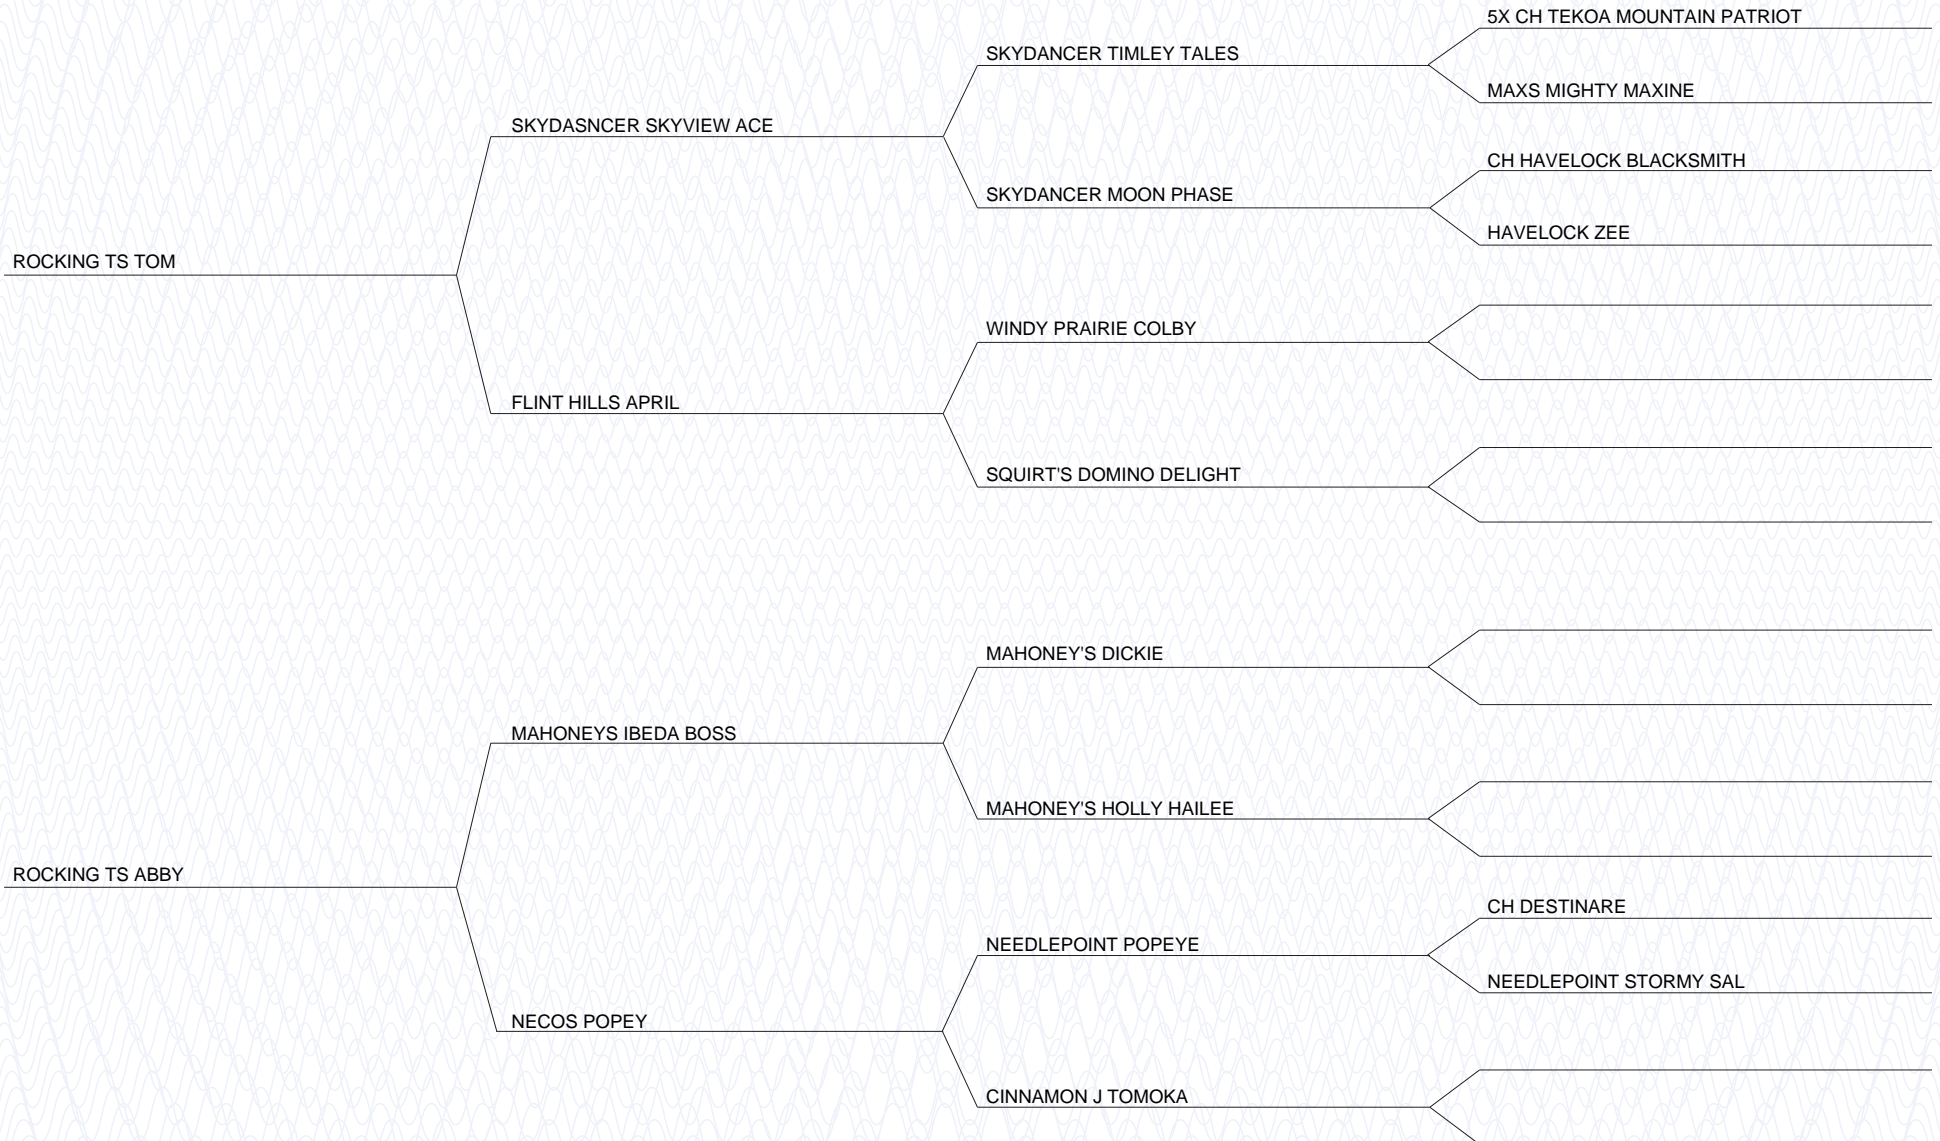 5X CH TEKOA MOUNTAIN PATRIOT
SKYDANCER TIMLEY TALES
MAXS MIGHTY MAXINE
SKYDASNCER SKYVIEW ACE
CH HAVELOCK BLACKSMITH
SKYDANCER MOON PHASE
HAVELOCK ZEE
ROCKING TS TOM
WINDY PRAIRIE COLBY
FLINT HILLS APRIL
SQUIRT'S DOMINO DELIGHT
MAHONEY'S DICKIE
MAHONEYS IBEDA BOSS
MAHONEY'S HOLLY HAILEE
ROCKING TS ABBY
CH DESTINARE
NEEDLEPOINT POPEYE
NEEDLEPOINT STORMY SAL
NECOS POPEY
CINNAMON J TOMOKA